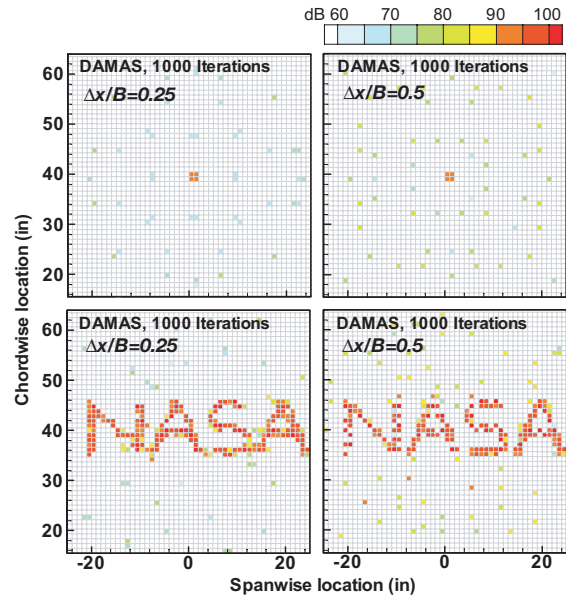 dB 60 70 80 90 100
DAMAS, 1000 Iterations
Δx/B=0.25
DAMAS, 1000 Iterations
Δx/B=0.5
60
50
40
30
20
DAMAS, 1000 Iterations
Δx/B=0.25
NASA
DAMAS, 1000 Iterations
Δx/B=0.5
NASA
60
50
40
30
20
Chordwise location (in)
-20 0 20
-20 0 20
Spanwise location (in)